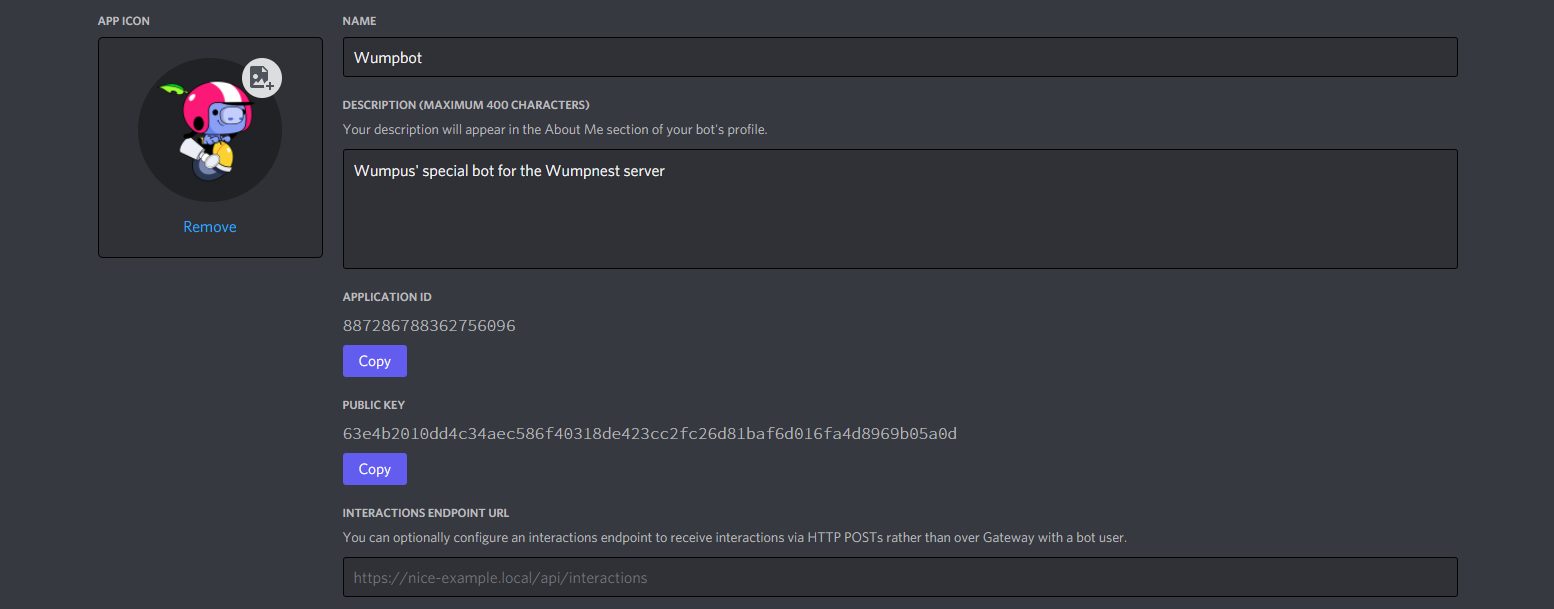 APP ICON
Remove
NAME
Wumpbot
DESCRIPTION (MAXIMUM 400 CHARACTERS)
Your description will appear in the About Me section of your bot's profile.
Wumpus' special bot for the Wumpnest server
APPLICATION ID
887286788362756096
Copy
PUBLIC KEY
63e4b2010dd4c34aec586f40318de423cc2fc26d81baf6d016fa4d8969b05a0d
Copy
INTERACTIONS ENDPOINT URL
You can optionally configure an interactions endpoint to receive interactions via HTTP POSTs rather than over Gateway with a bot user.
https://nice-example.local/api/interactions